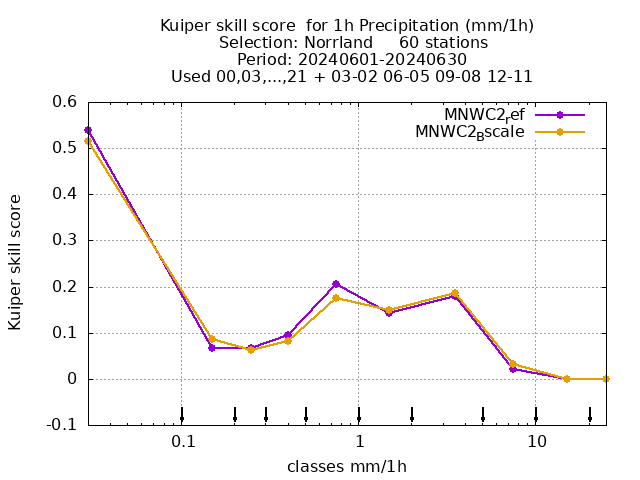 Kuiper skill score  for 1h Precipitation (mm/1h)
Selection: Norrland     60 stations
Period: 20240601-20240630
Used 00,03,...,21 + 03-02 06-05 09-08 12-11
MNWC2ref
MNWC2Bscale
0.6
0.5
0.4
0.3
0.2
0.1
0
-0.1
Kuiper skill score
0.1
1
10
classes mm/1h